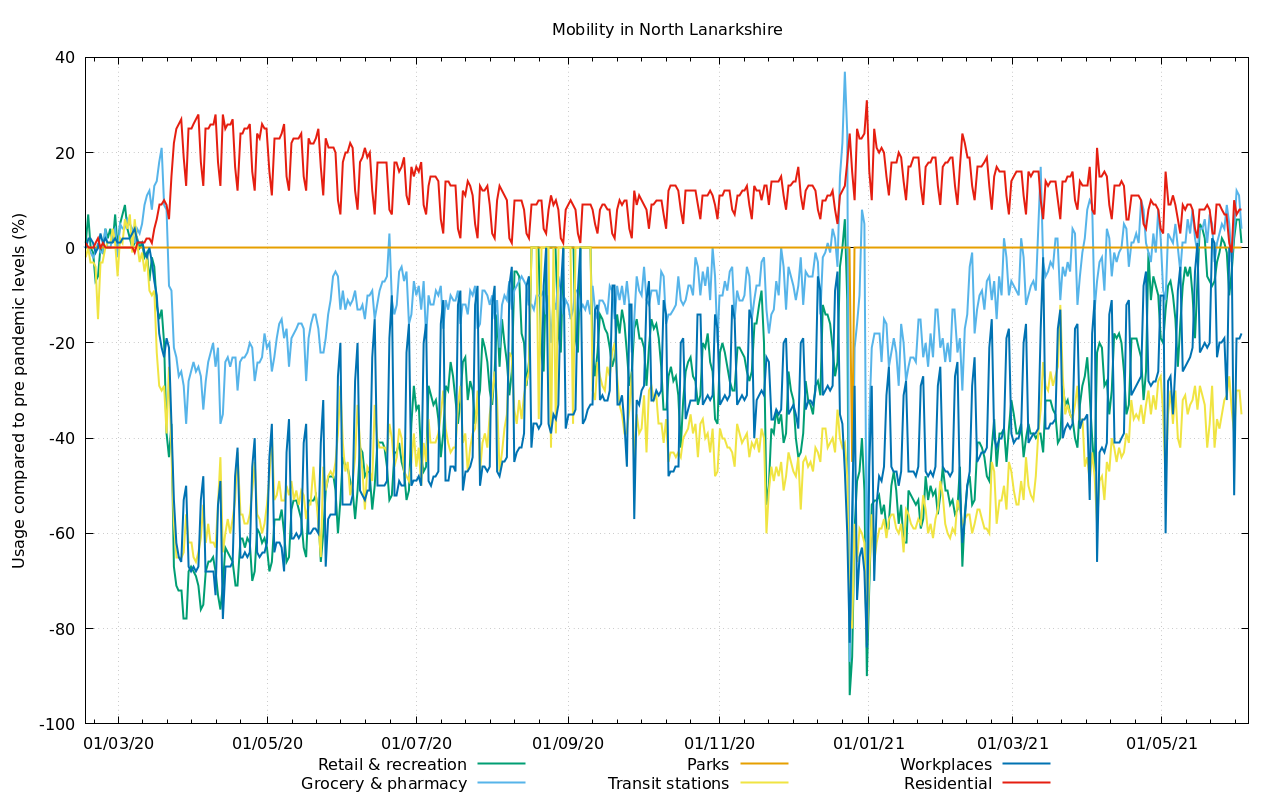 Mobility in North Lanarkshire
Usage compared to pre pandemic levels (%)
40
20
0
-20
-40
-60
-80
-100
01/03/20 01/05/20 01/07/20 01/09/20 01/11/20 01/01/21 01/03/21 01/05/21
Retail & recreation Parks Workplaces
Grocery & pharmacy Transit stations Residential